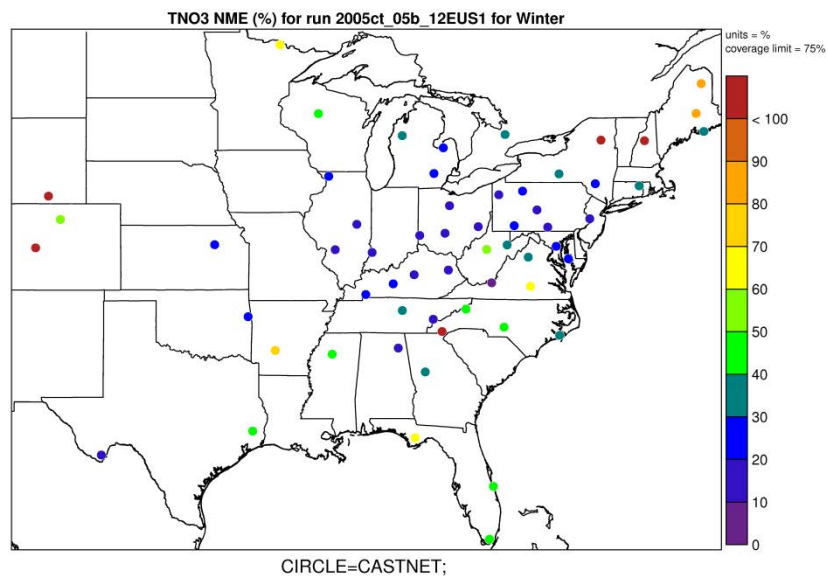 TNO3 NME (%) for run 2005ct_05b_12EUS1 for Winter
units = %
coverage limit = 75%
< 100
90
80
70
60
50
40
30
20
10
0
CIRCLE=CASTNET;